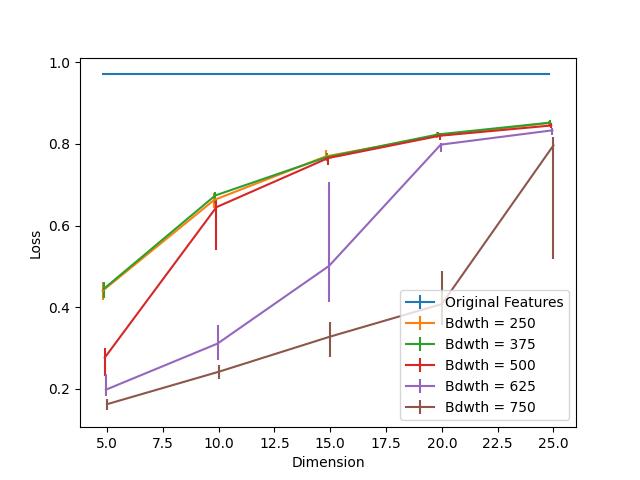 1.0
0.8
0.6
0.4
0.2
Loss
Original Features
Bdwth = 250
Bdwth = 375
Bdwth = 500
Bdwth = 625
Bdwth = 750
5.0 7.5 10.0 12.5 15.0 17.5 20.0 22.5 25.0
Dimension